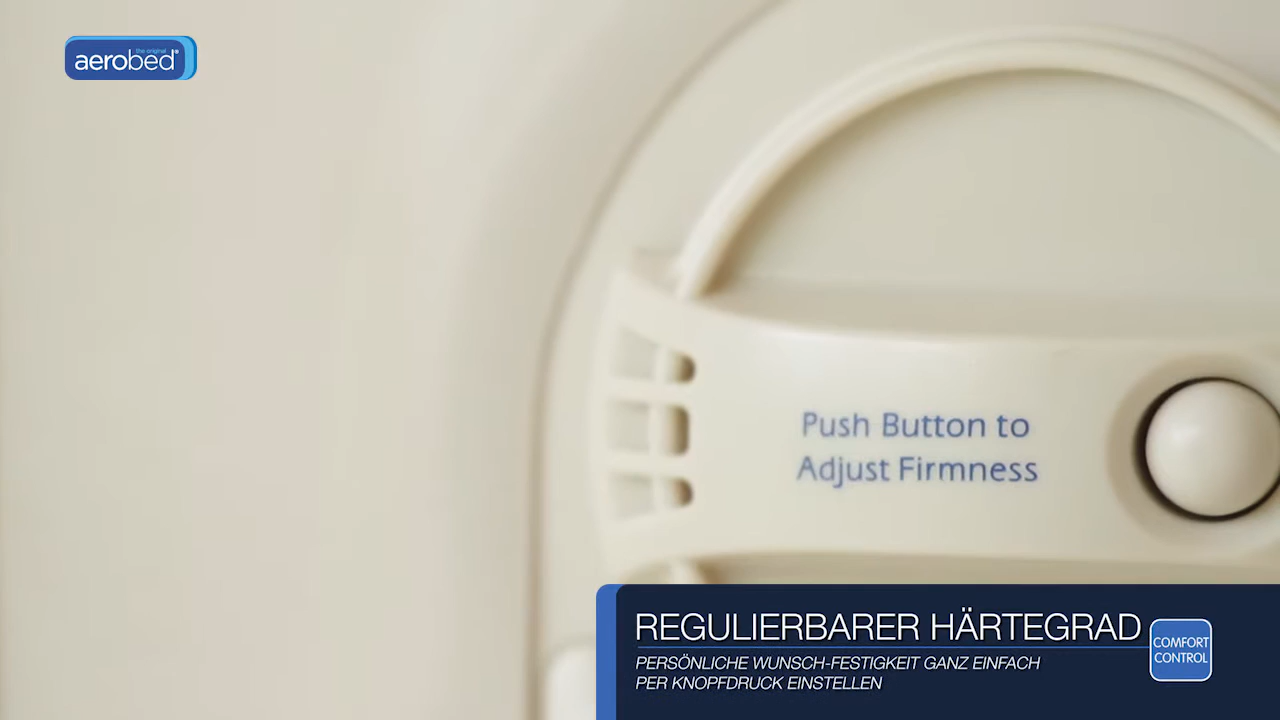 the original
aerobed®
Push Button to
Adjust Firmness
REGULIERBARER HÄRTEGRAD
PERSÖNLICHE WUNSCH-FESTIGKEIT GANZ EINFACH
PER KNOPFDRUCK EINSTELLEN
COMFORT
CONTROL